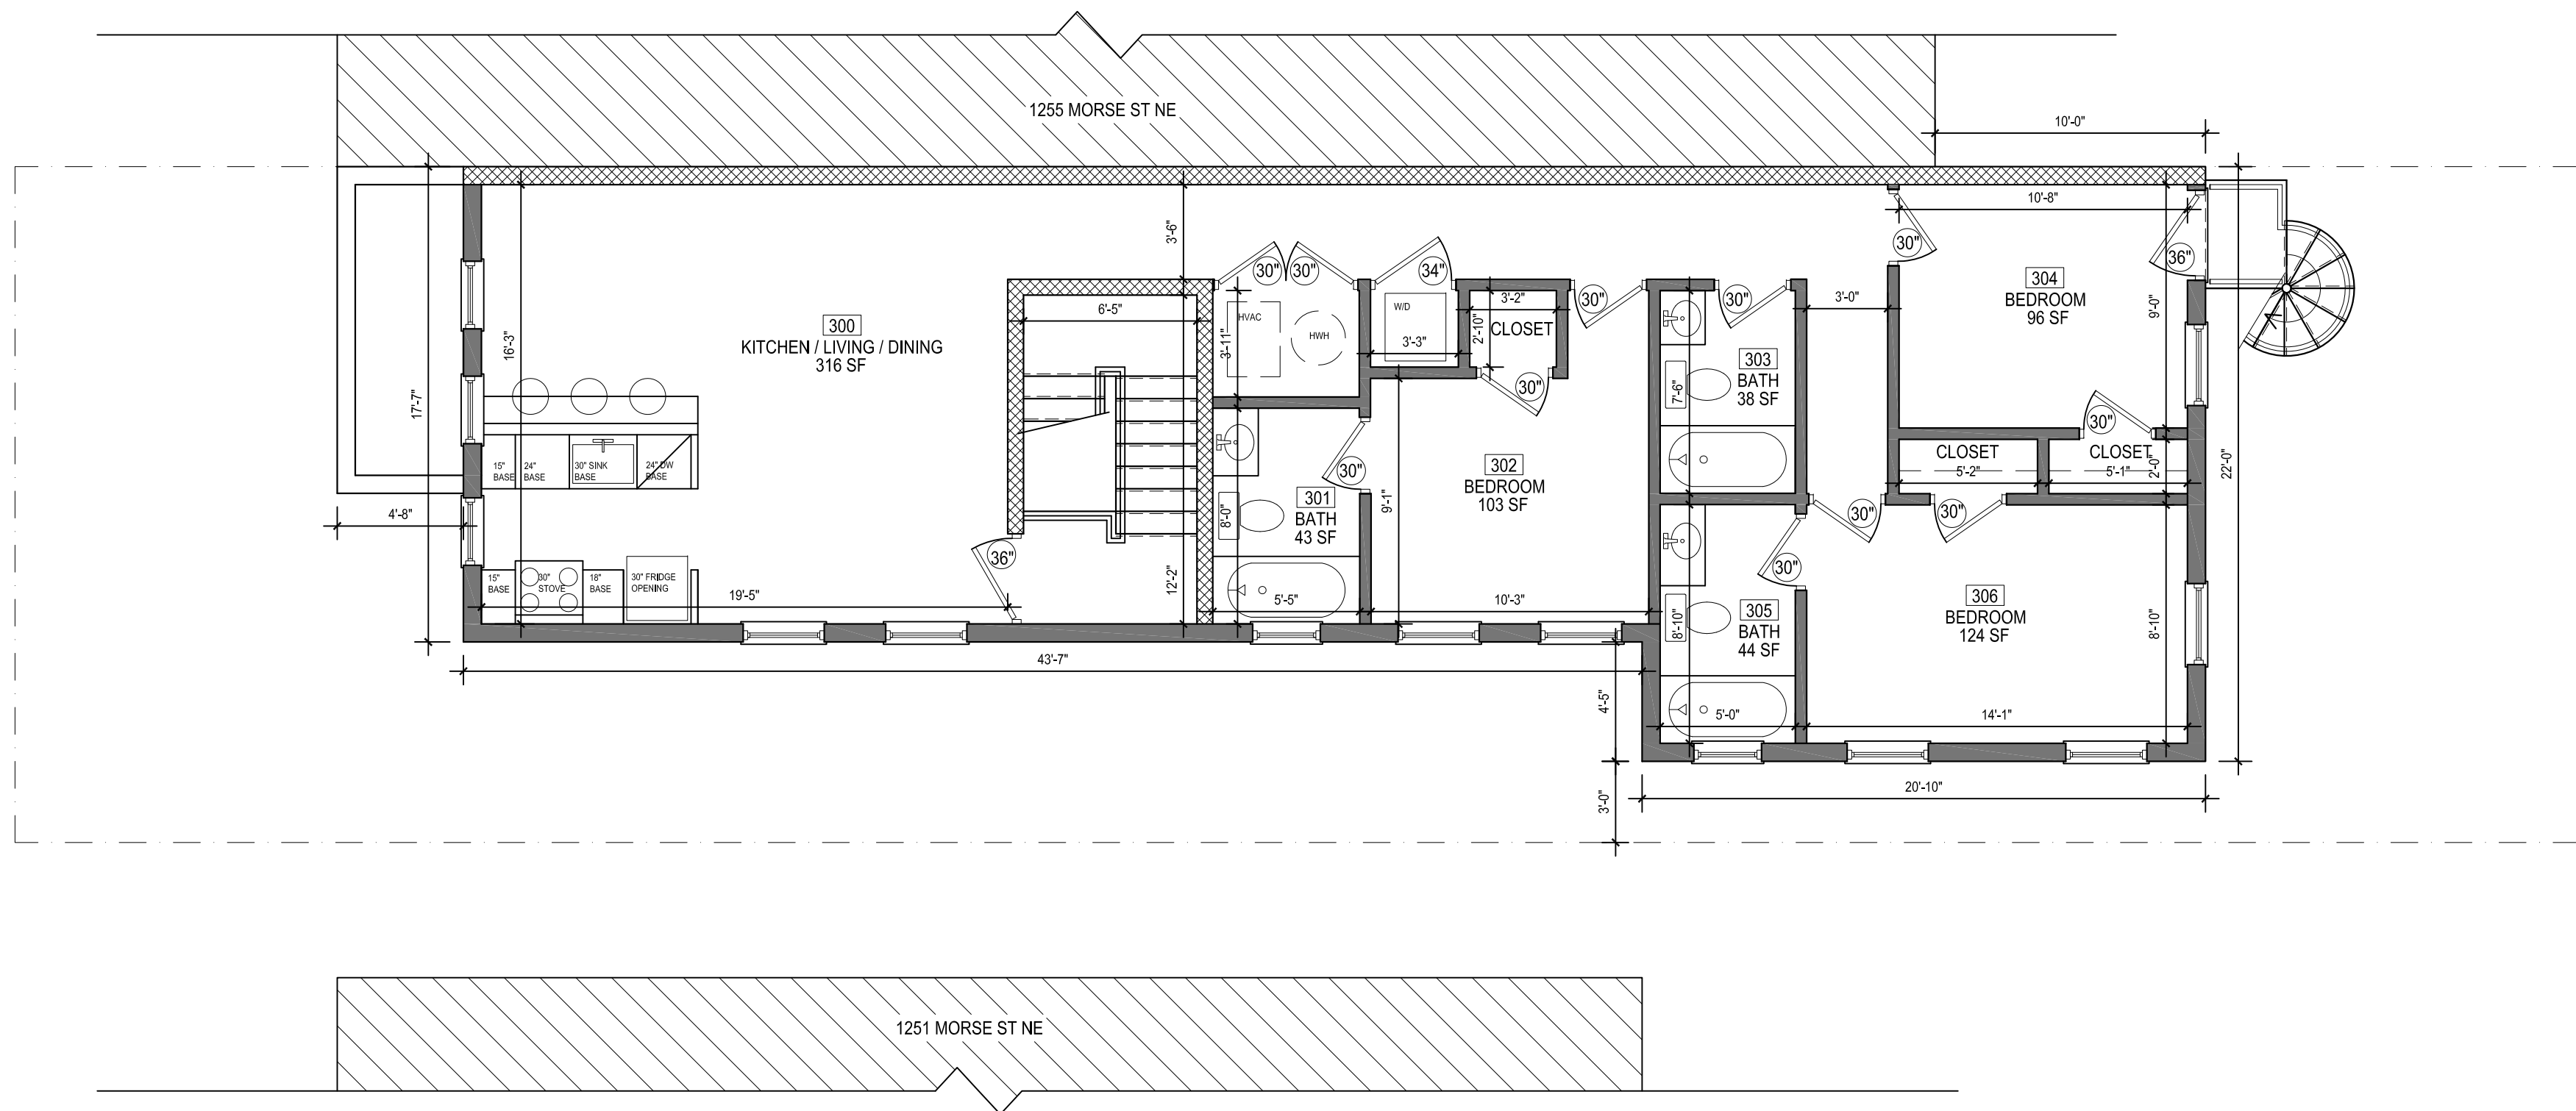 1255 MORSE ST NE
10'-0"
10'-8"
3'-6"
30"
30"
30"
34"
36"
304
BEDROOM
96 SF
9'-0"
6'-5"
HVAC
HWH
3'-11"
W/D
3'-3"
3'-2"
CLOSET
2'-10"
30"
30"
30"
3'-0"
300
KITCHEN / LIVING / DINING
316 SF
16'-3"
17'-7"
303
BATH
38 SF
7'-6"
30"
CLOSET
5'-2"
CLOSET
5'-1"
2'-0"
22'-0"
15"
BASE
24"
BASE
30" SINK
BASE
24" DW
BASE
302
BEDROOM
103 SF
9'-1"
30"
301
BATH
43 SF
8'-0"
4'-8"
30"
30"
36"
30"
15"
BASE
30"
STOVE
18"
BASE
30" FRIDGE
OPENING
19'-5"
12'-2"
5'-5"
10'-3"
305
BATH
44 SF
8'-10"
306
BEDROOM
124 SF
8'-10"
43'-7"
4'-5"
5'-0"
14'-1"
20'-10"
3'-0"
1251 MORSE ST NE